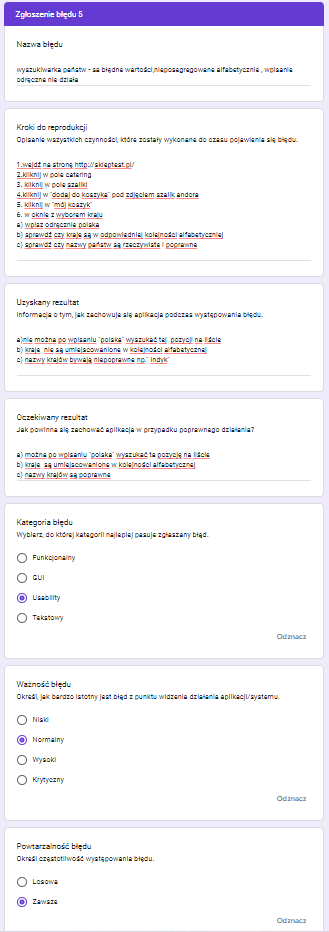 Zgłoszenie błędu 5
Nazwa błędu
wyszukiwarka państw - sa błędne wartości,nieposegregowane alfabetycznie , wpisanie
odręczne nie działa
Kroki do reprodukcji
Opisanie wszystkich czynności, które zostały wykonane do czasu pojawienia się błędu.
1.wejdź na stronę http://skleptest.pl/
2.kliknij w pole catering
3. kliknij w pole szaliki
4.kliknij w "dodaj do koszyka" pod zdjęciem szalik andora
5. kliknij w "mój koszyk"
6. w oknie z wyborem kraju
a) wpisz odręcznie polska
b) sprawdź czy kraje są w odpowiedniej kolejności alfabetycznej
c) sprawdź czy nazwy państw są rzeczywiste i poprawne
Uzyskany rezultat
Informacja o tym, jak zachowuje się aplikacja podczas występowania błędu.
a)nie można po wpisaniu "polska" wyszukać tej pozycji na liście
b) kraje nie są umiejscowione w kolejności alfabetycznej
c) nazwy krajów bywają niepoprawne np." indyk"
Oczekiwany rezultat
Jak powinna się zachować aplikacja w przypadku poprawnego działania?
a) można po wpisaniu "polska" wyszukać ta pozycję na liście
b) kraje są umiejscowione w kolejności alfabetycznej
c) nazwy krajów są poprawne
Kategoria błędu
Wybierz, do której kategorii najlepiej pasuje zgłaszany błąd.
Funkcjonalny
GUI
Usability
Tekstowy
Odznacz
Ważność błędu
Określ, jak bardzo istotny jest błąd z punktu widzenia działania aplikacji/systemu.
Niski
Normalny
Wysoki
Krytyczny
Odznacz
Powtarzalność błędu
Określ częstotliwość występowania błędu.
Losowa
Zawsze
Odznacz